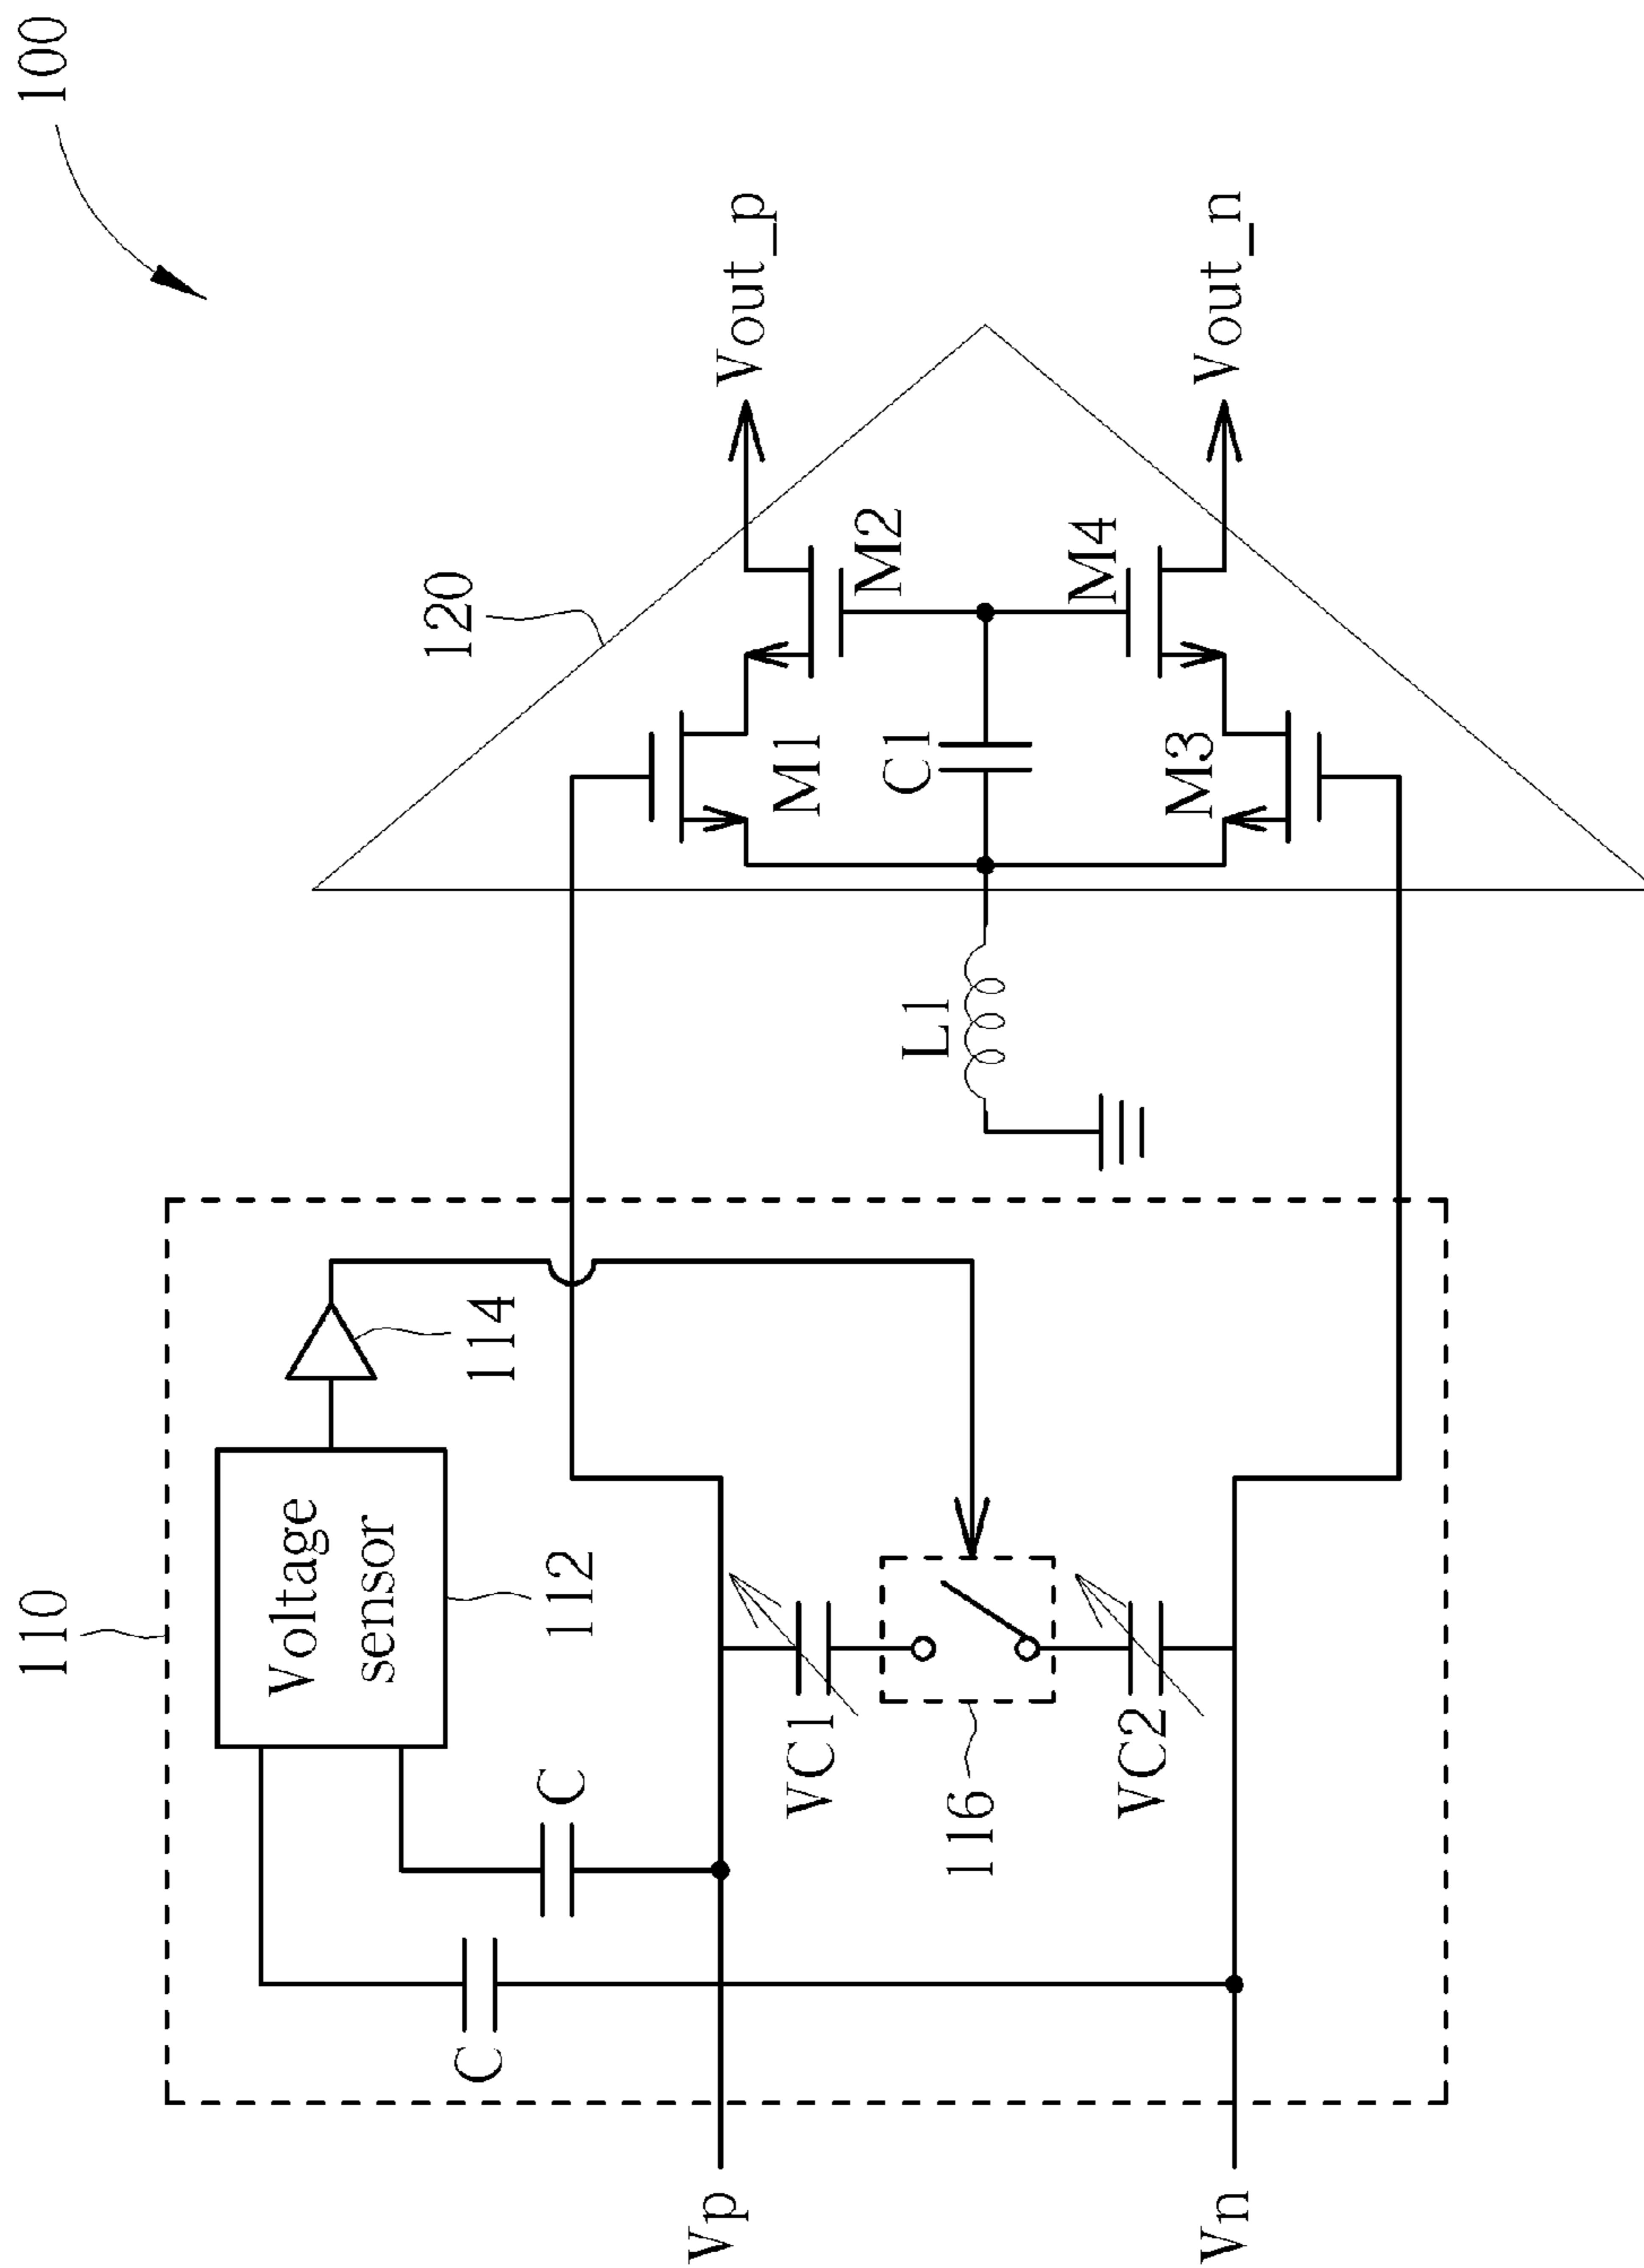 100
110
Voltage
sensor
114
112
C
C
Vp
VC1
116
VC2
Vn
L1
120
M1
M2
C1
M3
M4
Vout_p
Vout_n